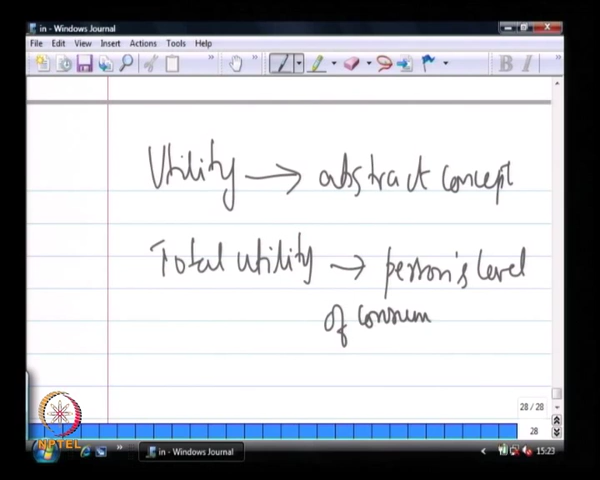 in - Windows Journal
File Edit View Insert Actions Tools Help
B I
Utility → abstract concept
Total utility → person's level
of consum
28 / 28
28
NPTEL
in - Windows Journal
15:23